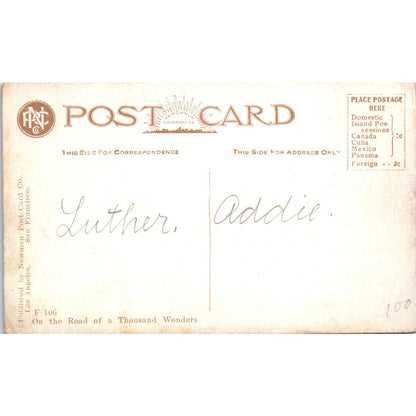 POST CARD
PLACE POSTAGE
HERE
Domestic
Island Pos-
sessions
Canada
Cuba
Mexico
Panama
1c
Foreign - - 2c
THIS SIDE FOR CORRESPONDENCE
THIS SIDE FOR ADDRESS ONLY
Luther.
Addie.
Published by Newman Post Card Co.
Los Angeles. San Francisco.
F 106
On the Road of a Thousand Wonders
100